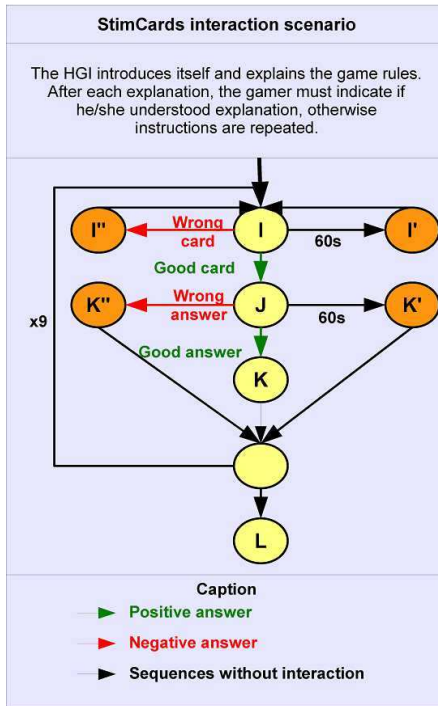 StimCards interaction scenario
The HGI introduces itself and explains the game rules.
After each explanation, the gamer must indicate if
he/she understood explanation, otherwise
instructions are repeated.
I"
Wrong
card
I
60s
I'
Good card
K"
Wrong
answer
J
60s
K'
x9
Good answer
K
L
Caption
Positive answer
Negative answer
Sequences without interaction